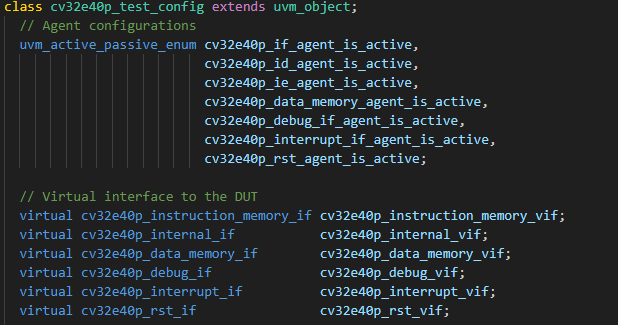 class cv32e40p_test_config extends uvm_object;
// Agent configurations
uvm_active_passive_enum cv32e40p_if_agent_is_active,
cv32e40p_id_agent_is_active,
cv32e40p_ie_agent_is_active,
cv32e40p_data_memory_agent_is_active,
cv32e40p_debug_if_agent_is_active,
cv32e40p_interrupt_if_agent_is_active,
cv32e40p_rst_agent_is_active;
// Virtual interface to the DUT
virtual cv32e40p_instruction_memory_if cv32e40p_instruction_memory_vif;
virtual cv32e40p_internal_if cv32e40p_internal_vif;
virtual cv32e40p_data_memory_if cv32e40p_data_memory_vif;
virtual cv32e40p_debug_if cv32e40p_debug_vif;
virtual cv32e40p_interrupt_if cv32e40p_interrupt_vif;
virtual cv32e40p_rst_if cv32e40p_rst_vif;